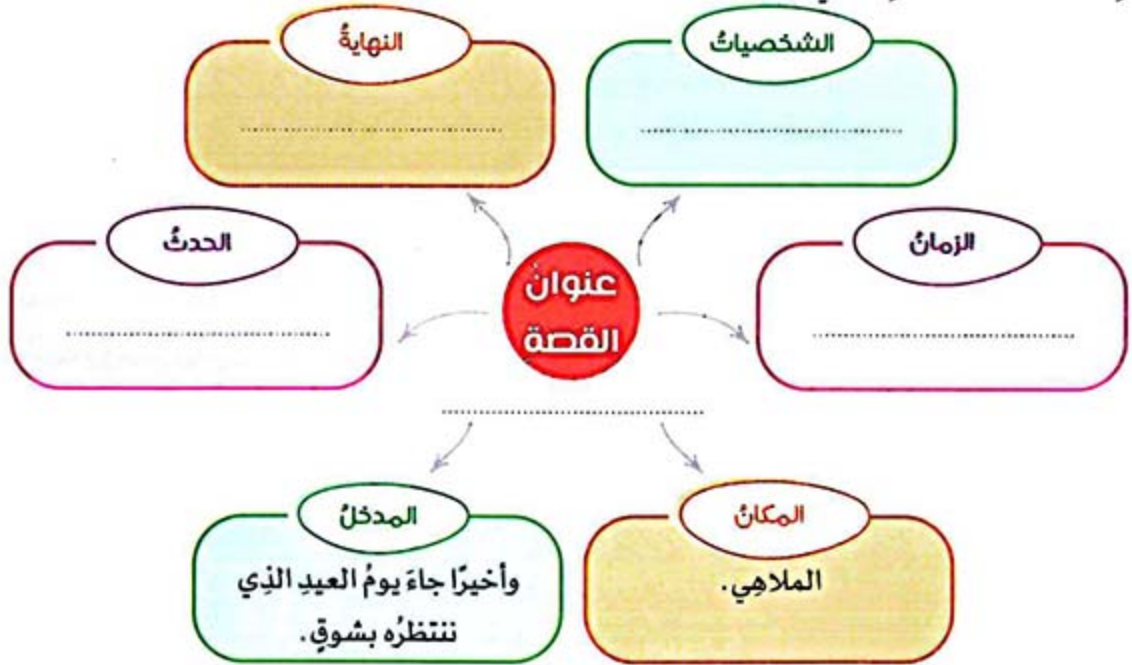 الشخصياتُ
النهايةُ
الزمانُ
الحدثُ
عنوانُ
القصة
المكانُ
الملاهِي.
المدخلُ
وأخيرًا جاءَ يومُ العيدِ الذِي
ننتظرُه بشوقٍ.